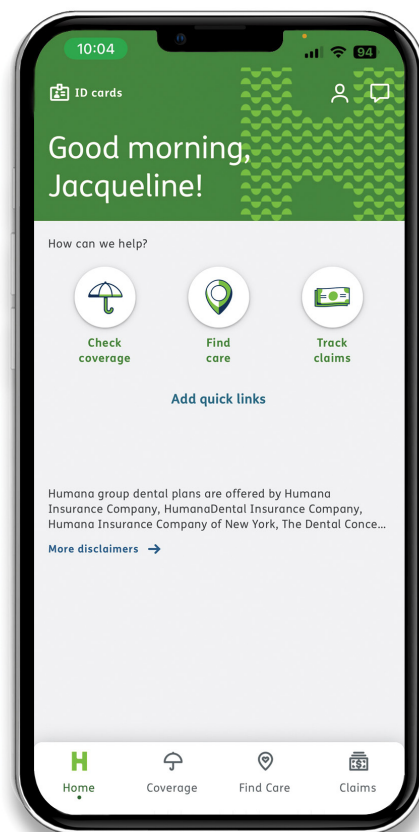 10:04
94
ID cards
Good morning,
Jacqueline!
How can we help?
Check
coverage
Find
care
Track
claims
Add quick links
Humana group dental plans are offered by Humana
Insurance Company, HumanaDental Insurance Company,
Humana Insurance Company of New York, The Dental Conce...
More disclaimers
H
Home
Coverage
Find Care
Claims